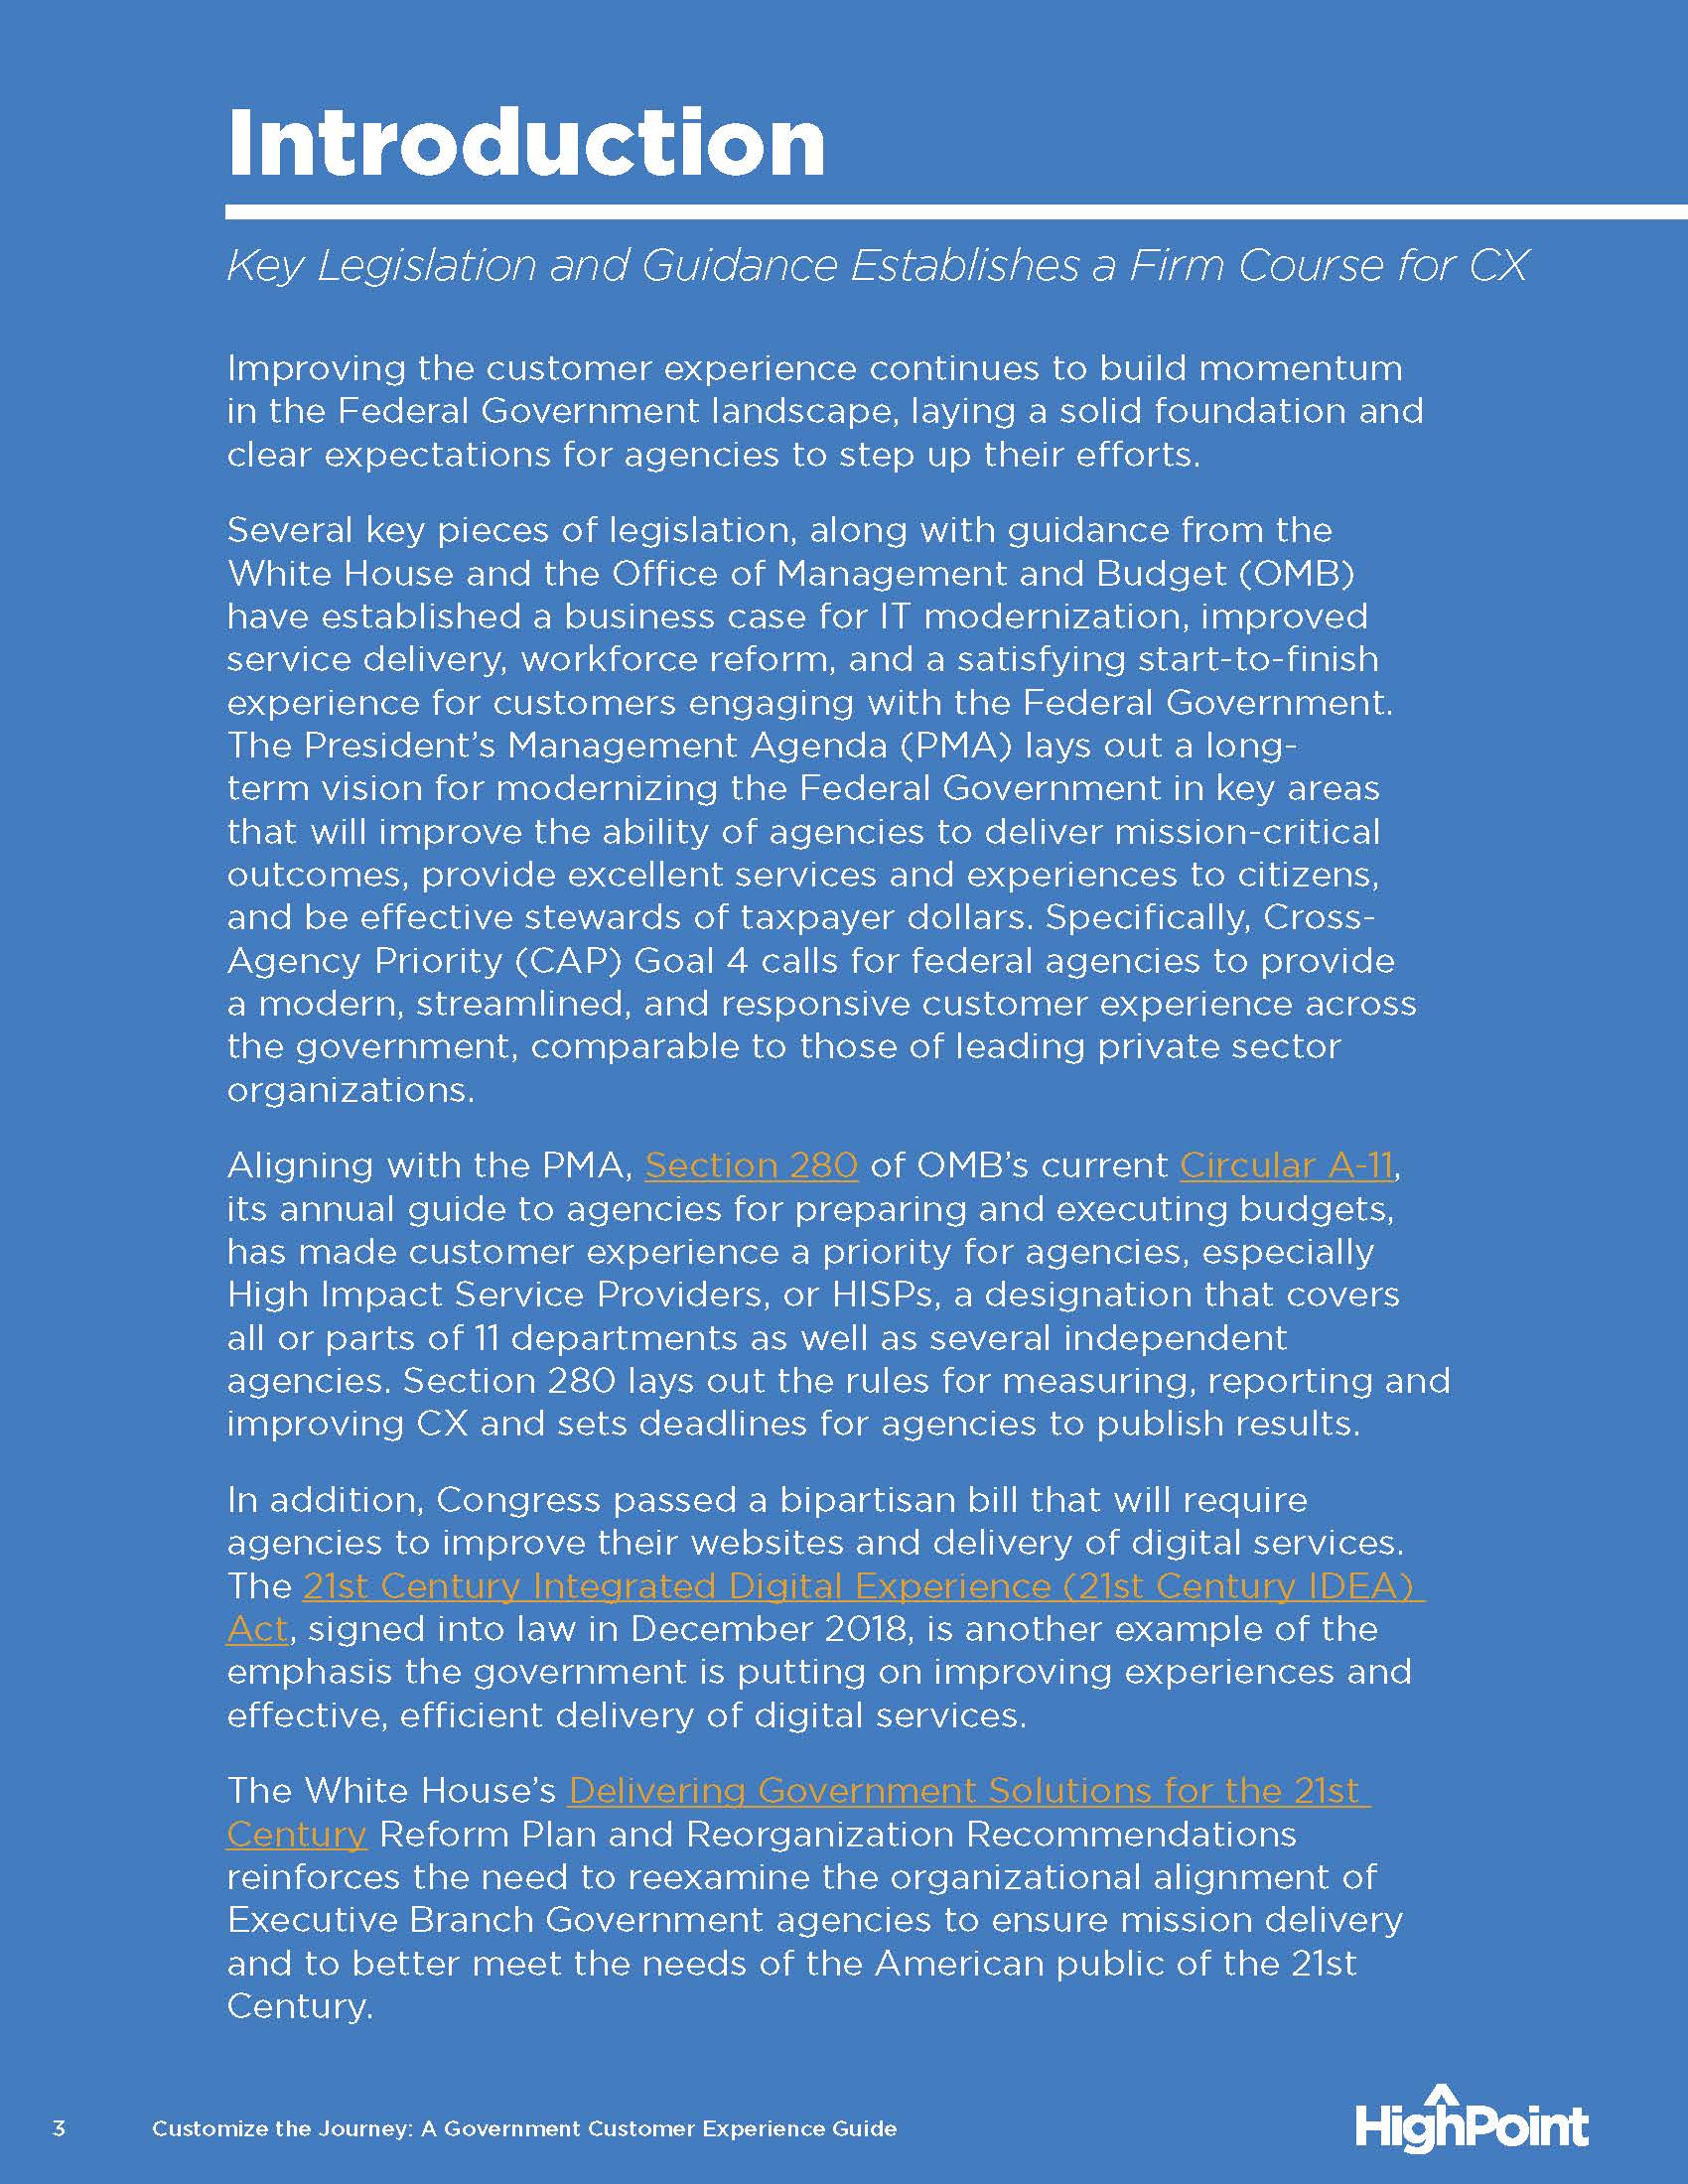 Introduction
Key Legislation and Guidance Establishes a Firm Course for CX
Improving the customer experience continues to build momentum
in the Federal Government landscape, laying a solid foundation and
clear expectations for agencies to step up their efforts.
Several key pieces of legislation, along with guidance from the
White House and the Office of Management and Budget (OMB)
have established a business case for IT modernization, improved
service delivery, workforce reform, and a satisfying start-to-finish
experience for customers engaging with the Federal Government.
The President's Management Agenda (PMA) lays out a long-
term vision for modernizing the Federal Government in key areas
that will improve the ability of agencies to deliver mission-critical
outcomes, provide excellent services and experiences to citizens,
and be effective stewards of taxpayer dollars. Specifically, Cross-
Agency Priority (CAP) Goal 4 calls for federal agencies to provide
a modern, streamlined, and responsive customer experience across
the government, comparable to those of leading private sector
organizations.
Aligning with the PMA, Section 280 of OMB's current Circular A-11,
its annual guide to agencies for preparing and executing budgets,
has made customer experience a priority for agencies, especially
High Impact Service Providers, or HISPs, a designation that covers
all or parts of 11 departments as well as several independent
agencies. Section 280 lays out the rules for measuring, reporting and
improving CX and sets deadlines for agencies to publish results.
In addition, Congress passed a bipartisan bill that will require
agencies to improve their websites and delivery of digital services.
The 21st Century Integrated Digital Experience (21st Century IDEA)
Act, signed into law in December 2018, is another example of the
emphasis the government is putting on improving experiences and
effective, efficient delivery of digital services.
The White House's Delivering Government Solutions for the 21st
Century Reform Plan and Reorganization Recommendations
reinforces the need to reexamine the organizational alignment of
Executive Branch Government agencies to ensure mission delivery
and to better meet the needs of the American public of the 21st
Century.
3 Customize the Journey: A Government Customer Experience Guide
HighPoint